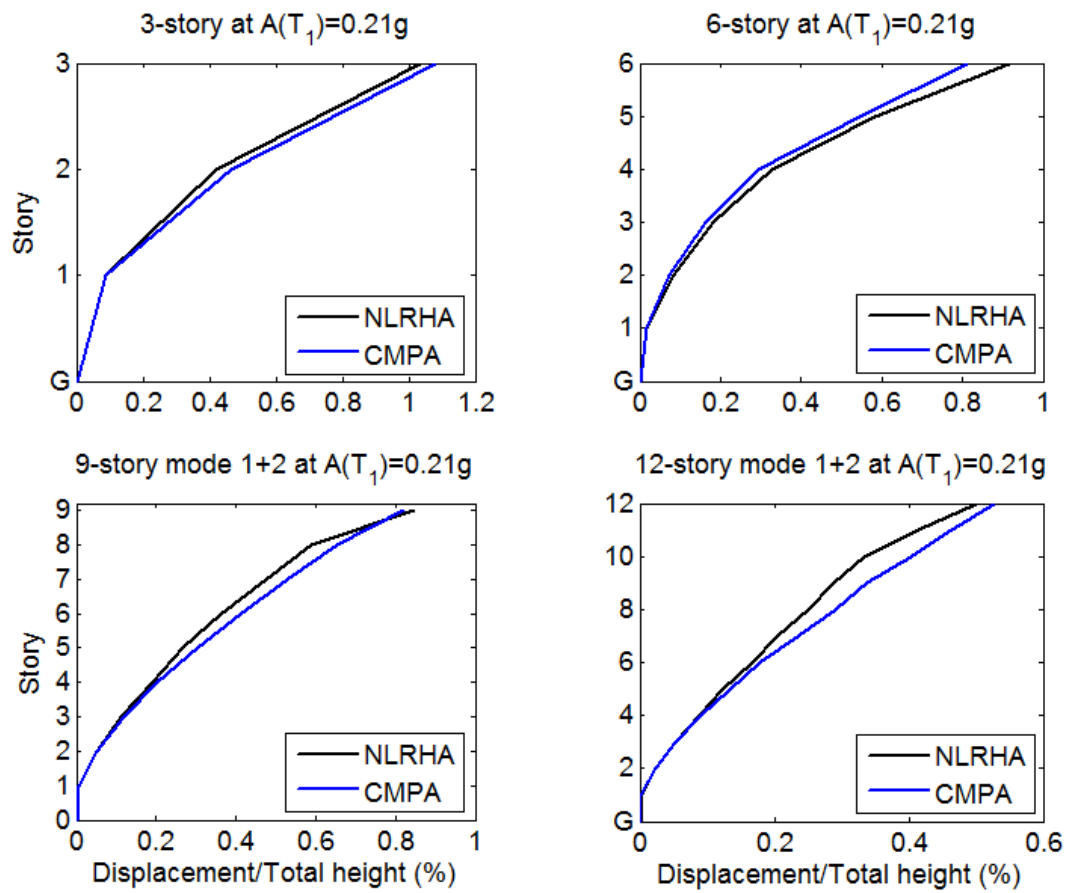 3-story at A(T1)=0.21g
Story
3
2
1
G
0 0.2 0.4 0.6 0.8 1 1.2
NLRHA
CMPA
6-story at A(T1)=0.21g
6
5
4
3
2
1
G
0 0.2 0.4 0.6 0.8 1
NLRHA
CMPA
9-story mode 1+2 at A(T1)=0.21g
Story
9
8
7
6
5
4
3
2
1
0
0 0.2 0.4 0.6 0.8 1
Displacement/Total height (%)
NLRHA
CMPA
12-story mode 1+2 at A(T1)=0.21g
12
10
8
6
4
2
G
0 0.2 0.4 0.6
Displacement/Total height (%)
NLRHA
CMPA